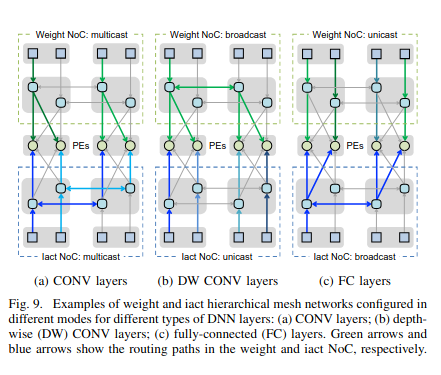 Weight NoC: multicast Weight NoC: broadcast Weight NoC: unicast
PEs PEs PEs
Iact NoC: multicast Iact NoC: unicast Iact NoC: broadcast
(a) CONV layers (b) DW CONV layers (c) FC layers
Fig. 9. Examples of weight and iact hierarchical mesh networks configured in
different modes for different types of DNN layers: (a) CONV layers; (b) depth-
wise (DW) CONV layers; (c) fully-connected (FC) layers. Green arrows and
blue arrows show the routing paths in the weight and iact NoC, respectively.